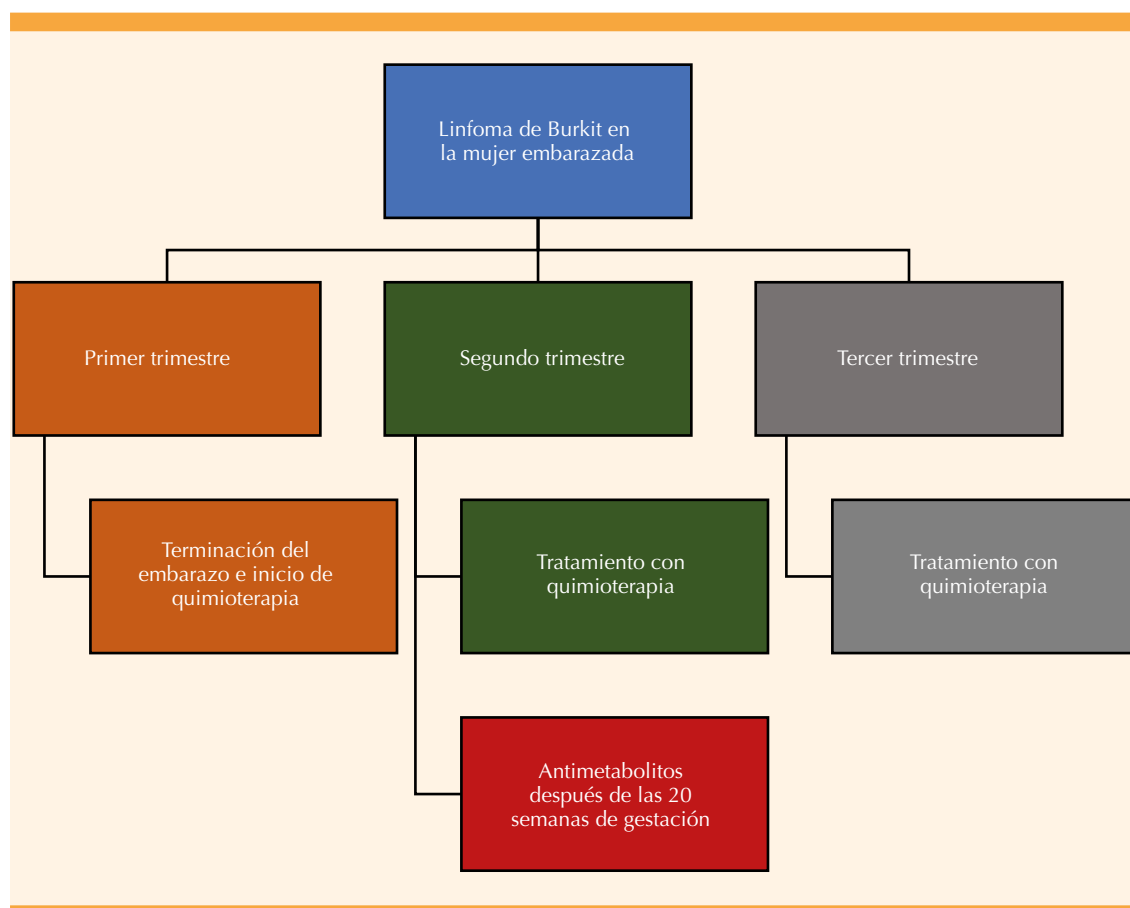 Linfoma de Burkit en
la mujer embarazada
Primer trimestre
Segundo trimestre
Tercer trimestre
Terminación del
embarazo e inicio de
quimioterapia
Tratamiento con
quimioterapia
Tratamiento con
quimioterapia
Antimetabolitos
después de las 20
semanas de gestación